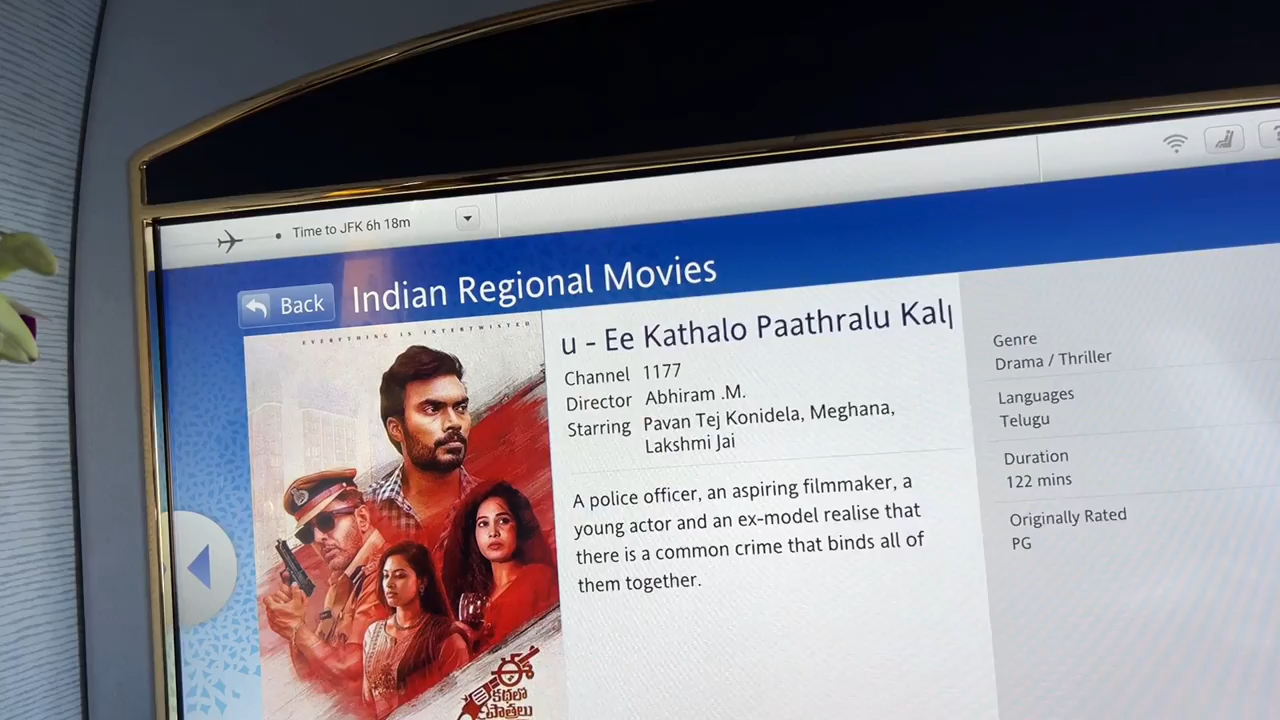 Time to JFK 6h 18m
Back
Indian Regional Movies
EVERYTHING IS INTERTWISTED
u - Ee Kathalo Paathralu Kal
Channel 1177
Director Abhiram .M.
Starring Pavan Tej Konidela, Meghana,
Lakshmi Jai
A police officer, an aspiring filmmaker, a
young actor and an ex-model realise that
there is a common crime that binds all of
them together.
Genre
Drama / Thriller
Languages
Telugu
Duration
122 mins
Originally Rated
PG
ఈ
కథలో
పాత్రలు